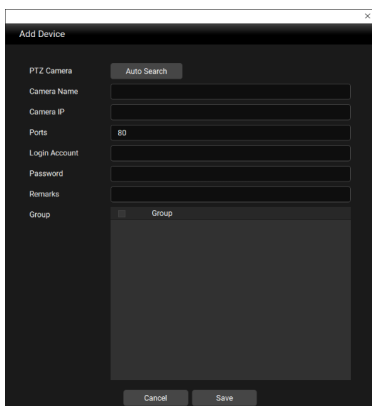 Add Device
PTZ Camera Auto Search
Camera Name
Camera IP
Ports 80
Login Account
Password
Remarks
Group Group
Cancel Save